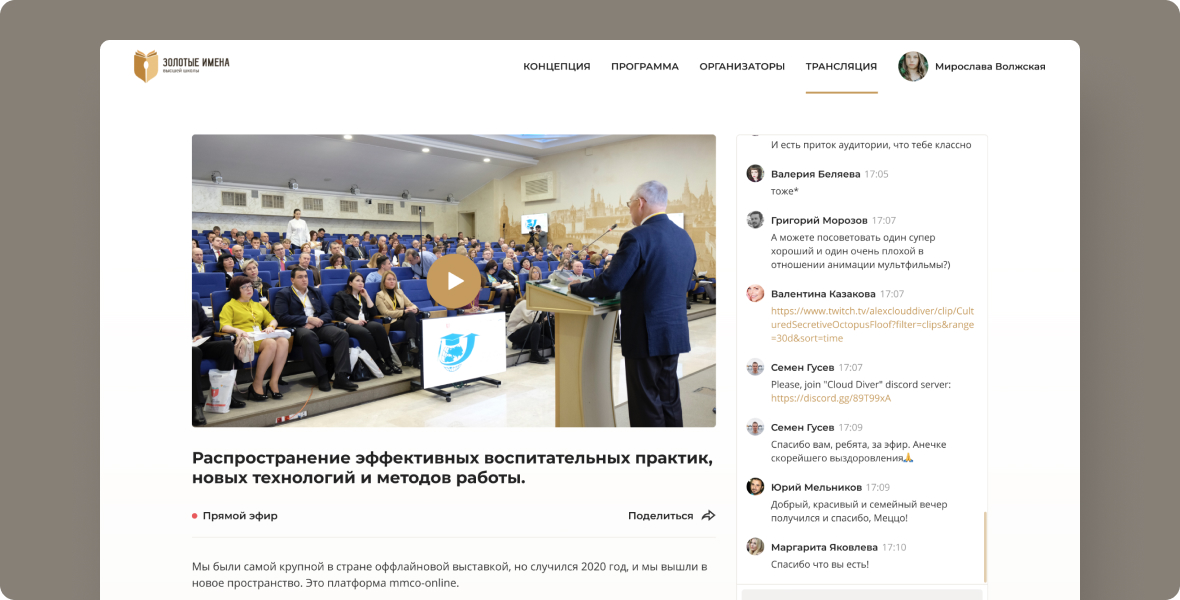 ЗОЛОТЫЕ ИМЕНА
ВЫСШЕЙ ШКОЛЫ
КОНЦЕПЦИЯ
ПРОГРАММА
ОРГАНИЗАТОРЫ
ТРАНСЛЯЦИЯ
Мирослава Волжская
Распространение эффективных воспитательных практик,
новых технологий и методов работы.
Прямой эфир
Поделиться
Мы были самой крупной в стране оффлайновой выставкой, но случился 2020 год, и мы вышли в
новое пространство. Это платформа mmco-online.
И есть приток аудитории, что тебе классно
Валерия Беляева 17:05
тоже*
Григорий Морозов 17:07
А можете посоветовать один супер
хороший и один очень плохой в
отношении анимации мультфильмы?)
Валентина Казакова 17:07
https://www.twitch.tv/alexclouddiver/clip/Cult
uredSecretiveOctopusFloof?filter=clips&range
=30d&sort=time
Семен Гусев 17:07
Please, join "Cloud Diver" discord server:
https://discord.gg/89T99xA
Семен Гусев 17:09
Спасибо вам, ребята, за эфир. Анечке
скорейшего выздоровления🙏
Юрий Мельников 17:09
Добрый, красивый и семейный вечер
получился и спасибо, Меццо!
Маргарита Яковлева 17:10
Спасибо что вы есть!